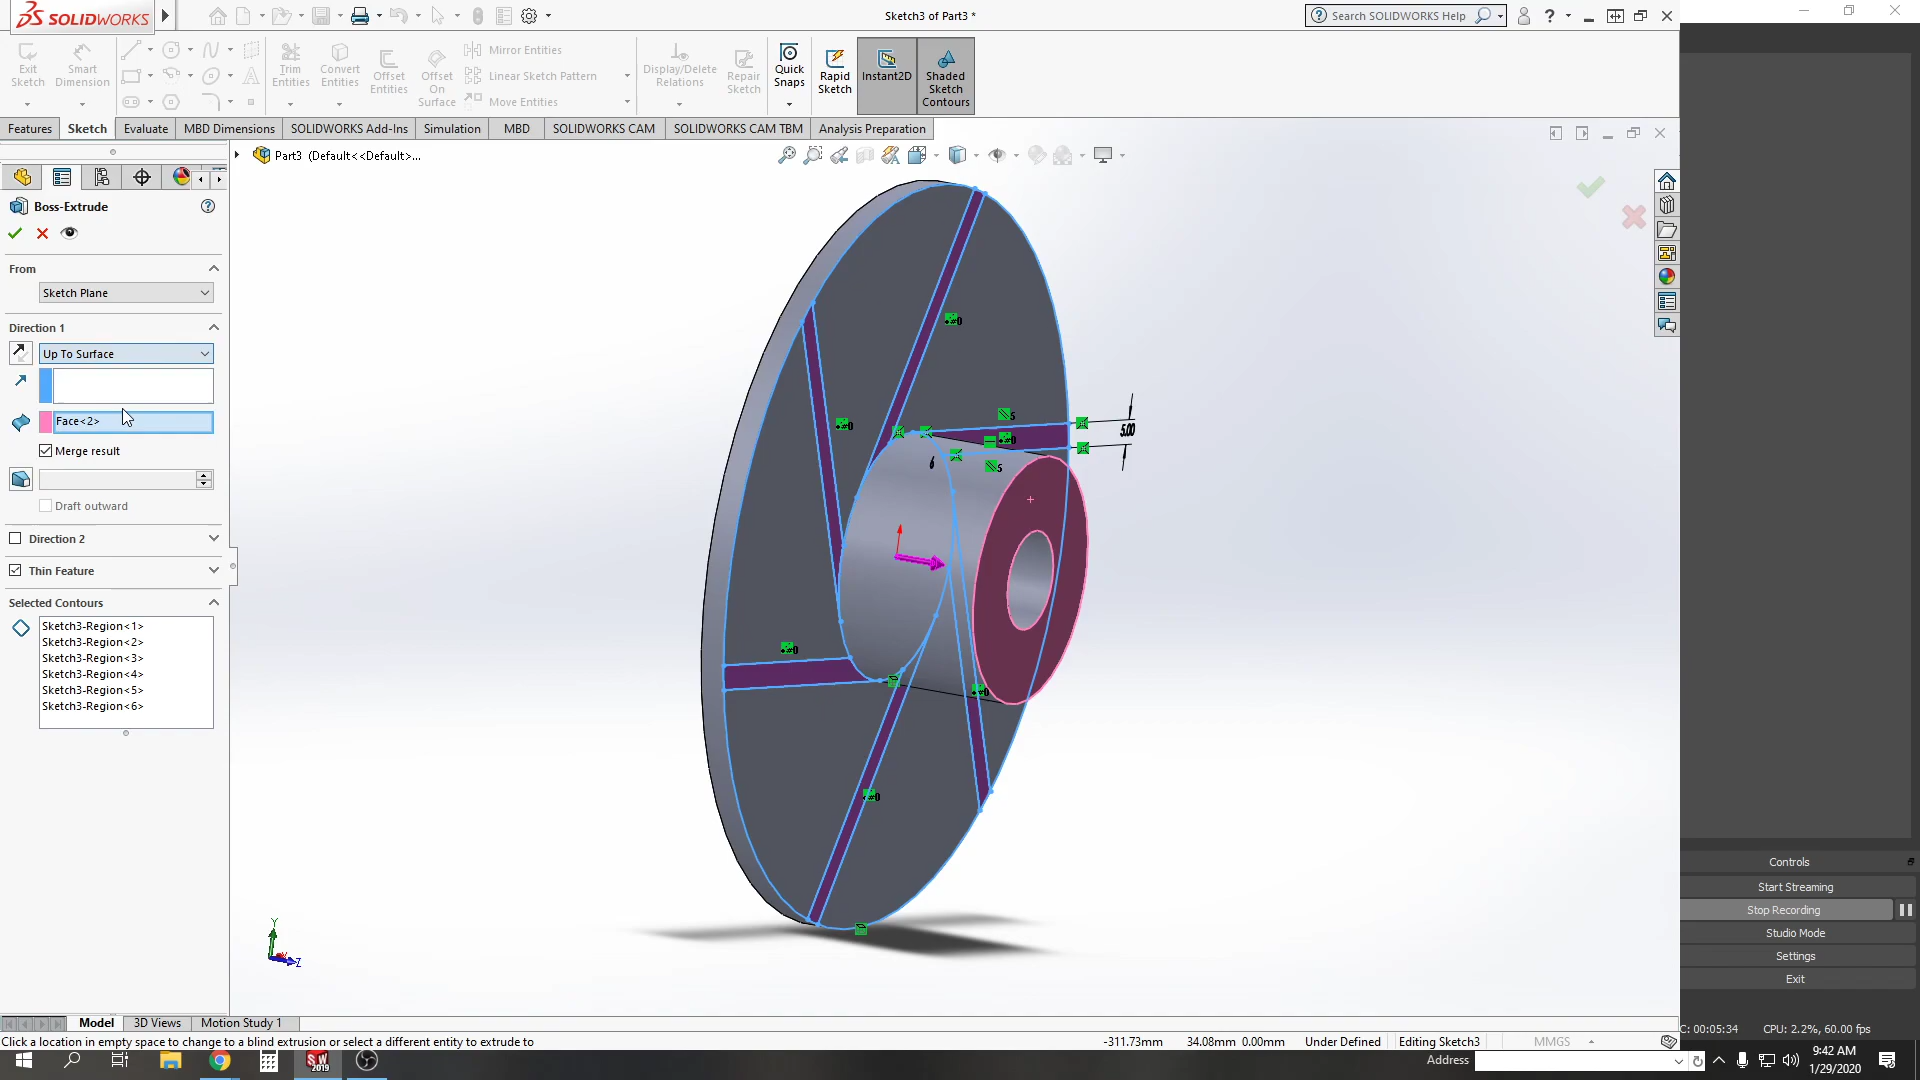 SOLIDWORKS
Sketch3 of Part3 *
Search SOLIDWORKS Help
Exit Sketch
Smart Dimension
Trim Entities
Convert Entities
Offset Entities
Offset On Surface
Mirror Entities
Linear Sketch Pattern
Move Entities
Display/Delete Relations
Repair Sketch
Quick Snaps
Rapid Sketch
Instant2D
Shaded Sketch Contours
Features Sketch Evaluate MBD Dimensions SOLIDWORKS Add-Ins Simulation MBD SOLIDWORKS CAM SOLIDWORKS CAM TBM Analysis Preparation
Part3 (Default<<Default>...
Boss-Extrude
From
Sketch Plane
Direction 1
Up To Surface
Face<2>
Merge result
Draft outward
Direction 2
Thin Feature
Selected Contours
Sketch3-Region<1>
Sketch3-Region<2>
Sketch3-Region<3>
Sketch3-Region<4>
Sketch3-Region<5>
Sketch3-Region<6>
5.00
6
5
5
Y
Z
Controls
Start Streaming
Stop Recording
Studio Mode
Settings
Exit
C: 00:05:34 CPU: 2.2%, 60.00 fps
Model 3D Views Motion Study 1
Click a location in empty space to change to a blind extrusion or select a different entity to extrude to
-311.73mm 34.08mm 0.00mm Under Defined Editing Sketch3 MMGS
SW 2019
Address
9:42 AM
1/29/2020